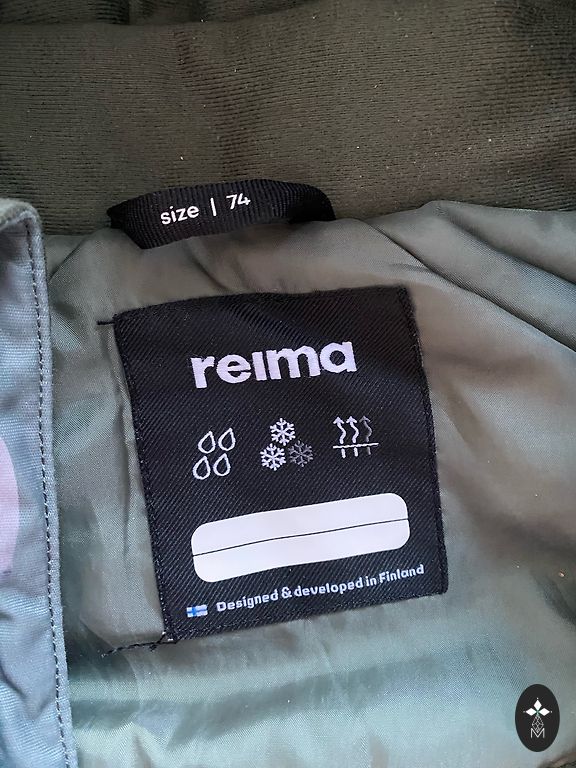 size | 74
reima
Designed & developed in Finland
M